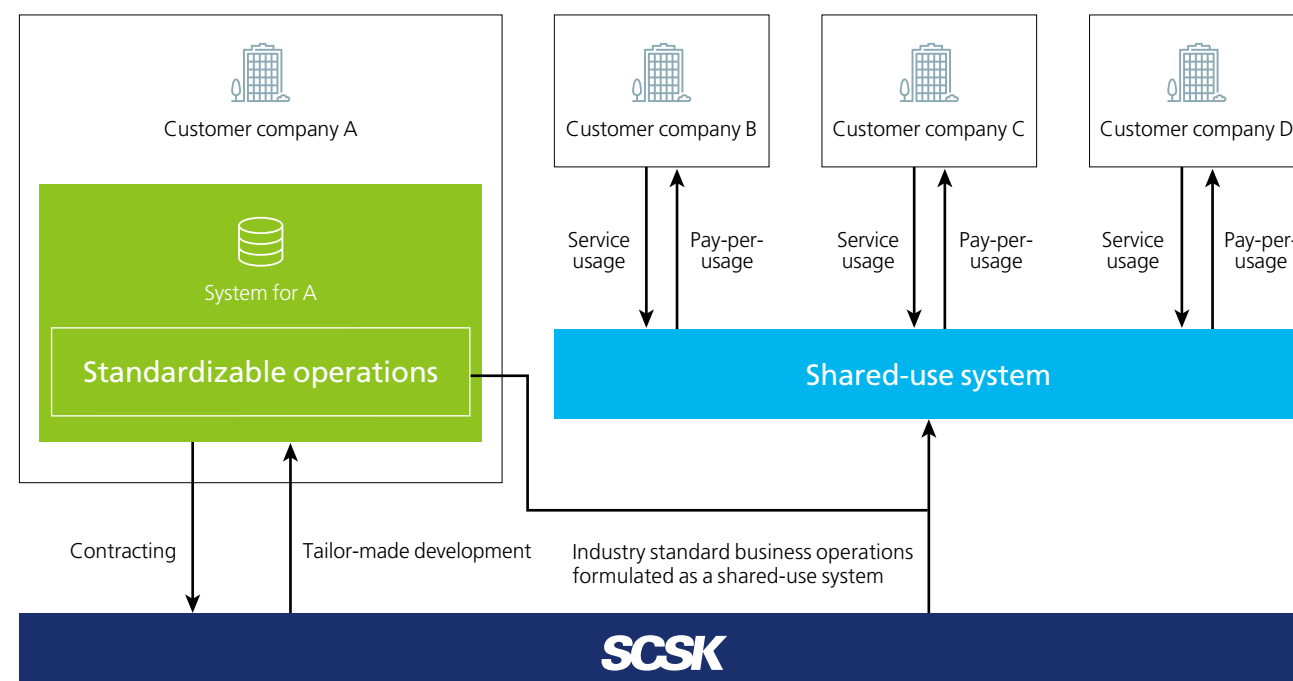 Customer company A
Customer company B
Customer company C
Customer company D
System for A
Standardizable operations
Service
usage
Pay-per-
usage
Service
usage
Pay-per-
usage
Service
usage
Pay-per-
usage
Shared-use system
Contracting
Tailor-made development
Industry standard business operations
formulated as a shared-use system
SCSK